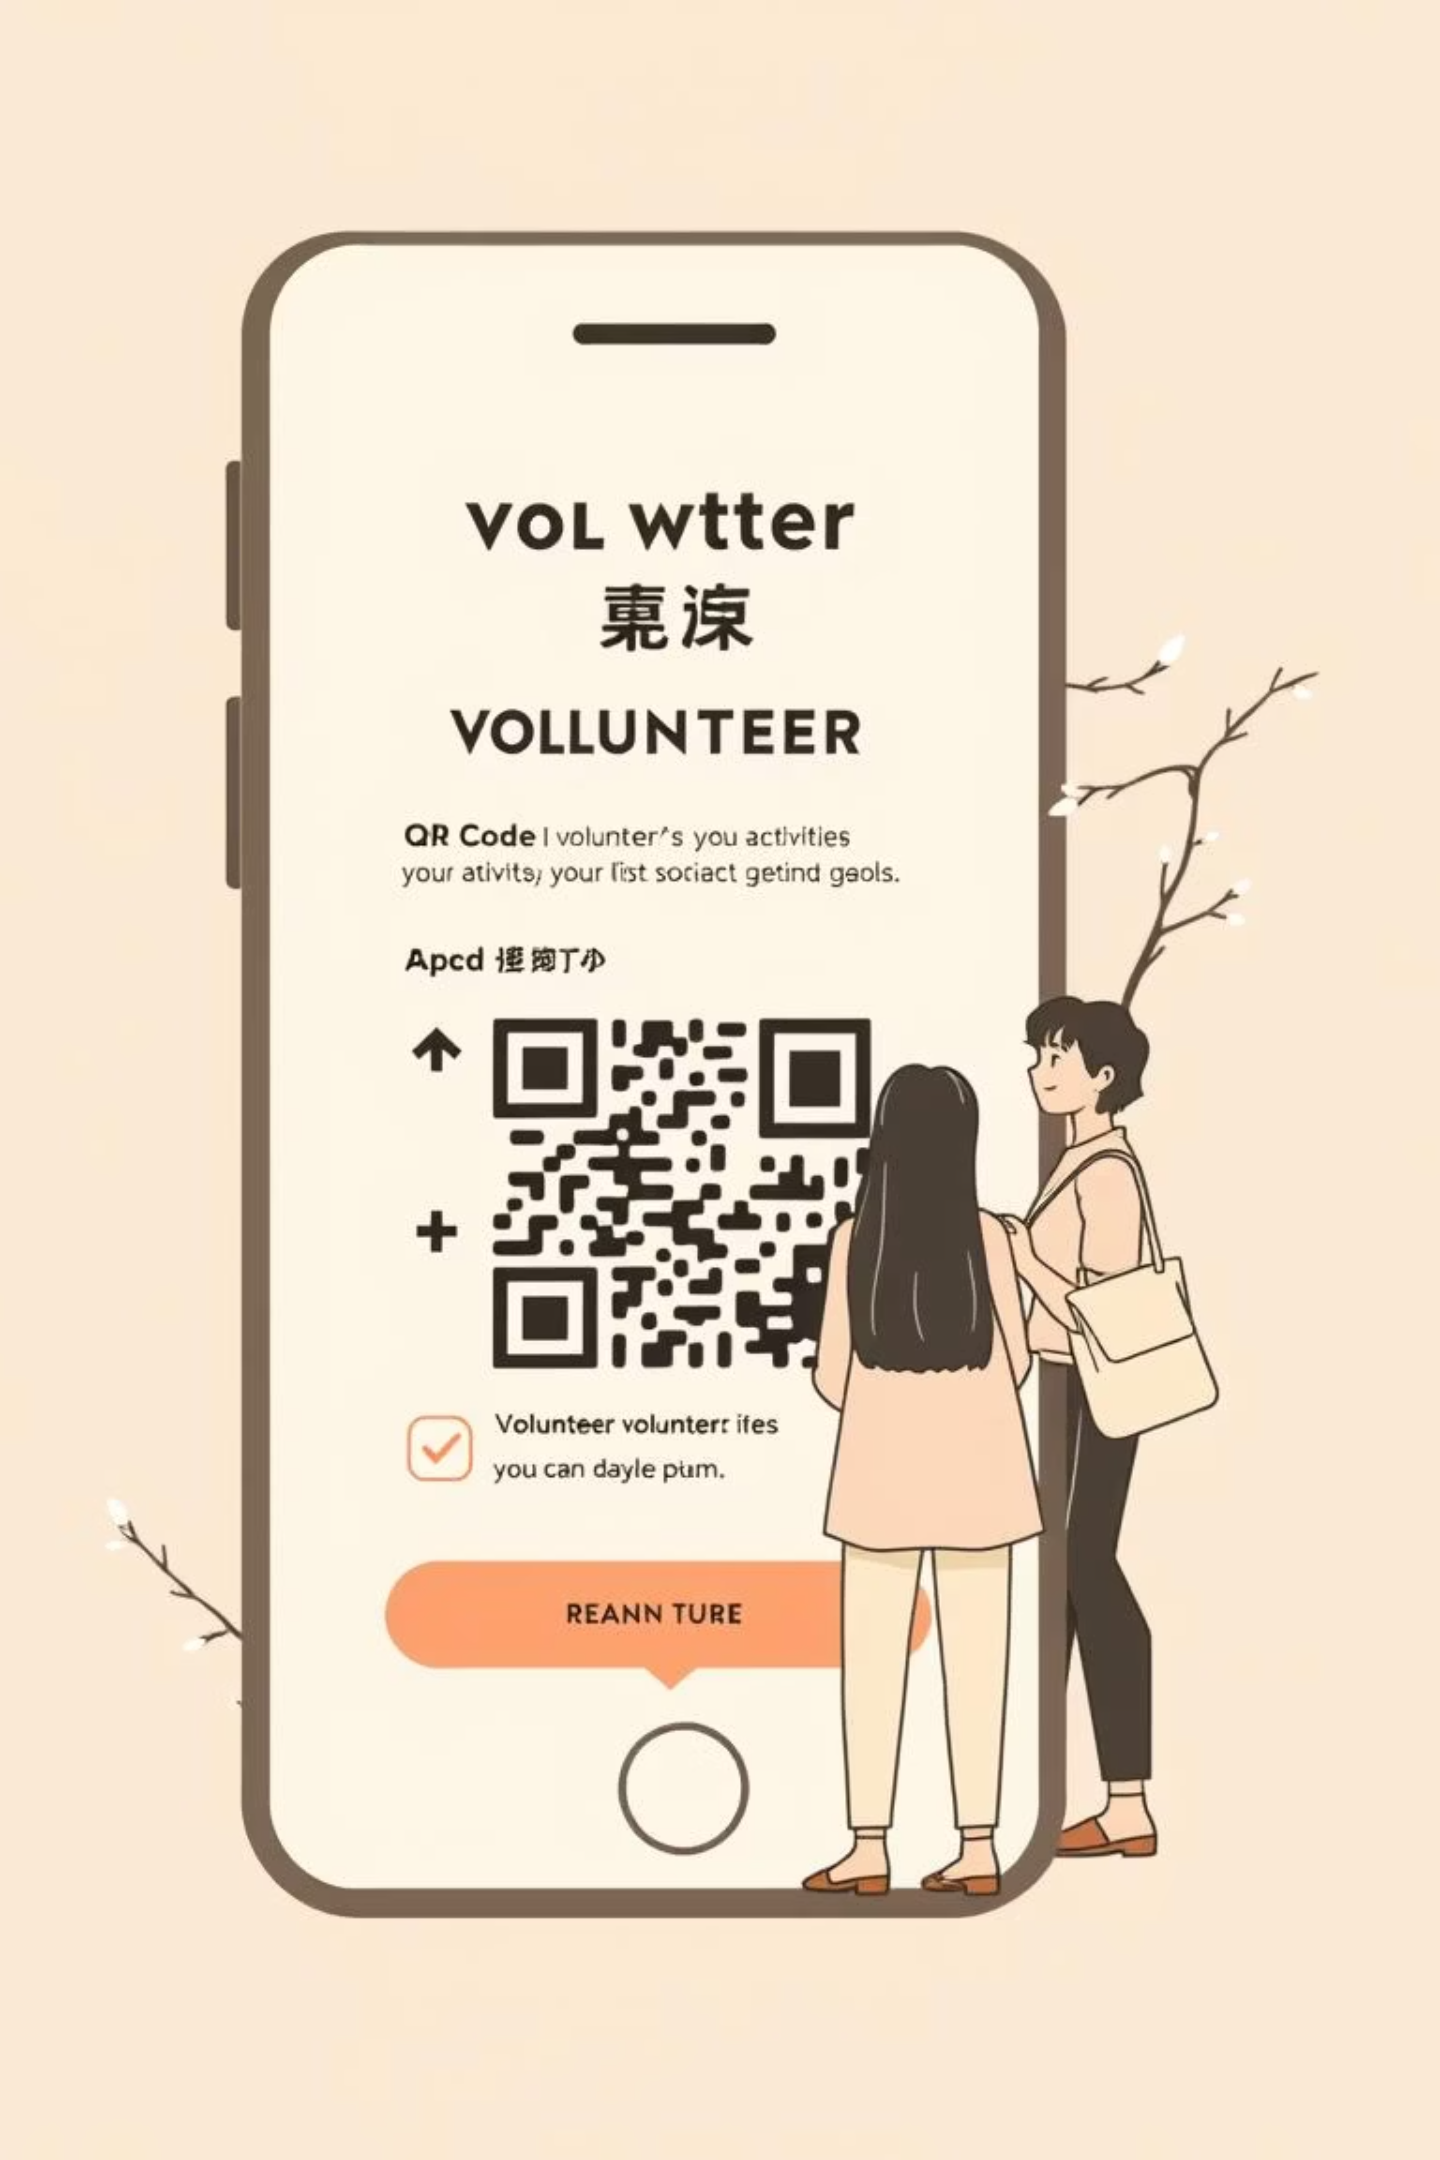 VOL wtter
VOLLUNTEER
QR Code | volunter's you activities
your ativits, your list sociact getind gaols.
Apcd
Volunteer volunterr ifes
you can dayle pum.
REANN TURE